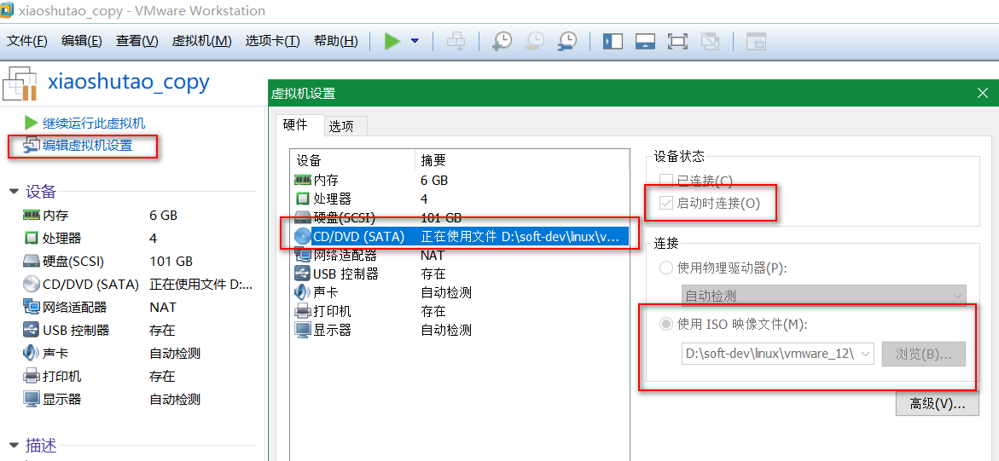 xiaoshutao_copy - VMware Workstation
文件(F) 编辑(E) 查看(V) 虚拟机(M) 选项卡(T) 帮助(H)
xiaoshutao_copy
继续运行此虚拟机
编辑虚拟机设置
设备
内存 6 GB
处理器 4
硬盘(SCSI) 101 GB
CD/DVD (SATA) 正在使用文件 D:...
网络适配器 NAT
USB 控制器 存在
声卡 自动检测
打印机 存在
显示器 自动检测
描述
虚拟机设置
硬件 选项
设备 摘要
内存 6 GB
处理器 4
硬盘(SCSI) 101 GB
CD/DVD (SATA) 正在使用文件 D:\soft-dev\linux\v...
网络适配器 NAT
USB 控制器 存在
声卡 自动检测
打印机 存在
显示器 自动检测
设备状态
已连接(C)
启动时连接(O)
连接
使用物理驱动器(P):
自动检测
使用 ISO 映像文件(M):
D:\soft-dev\linux\vmware_12\ 浏览(B)...
高级(V)...